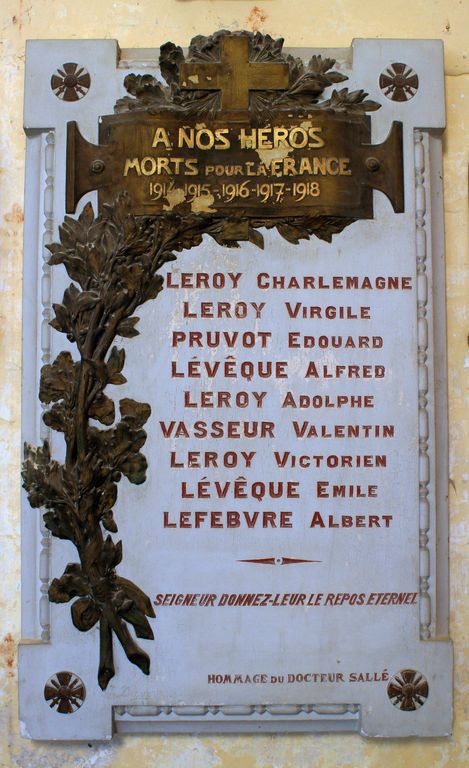 A NOS HÉROS
MORTS POUR LA FRANCE
1914-1915-1916-1917-1918
LEROY CHARLEMAGNE
LEROY VIRGILE
PRUVOT EDOUARD
LÉVÊQUE ALFRED
LEROY ADOLPHE
VASSEUR VALENTIN
LEROY VICTORIEN
LÉVÊQUE EMILE
LEFEBVRE ALBERT
SEIGNEUR DONNEZ-LEUR LE REPOS ETERNEL
HOMMAGE DU DOCTEUR SALLÉ